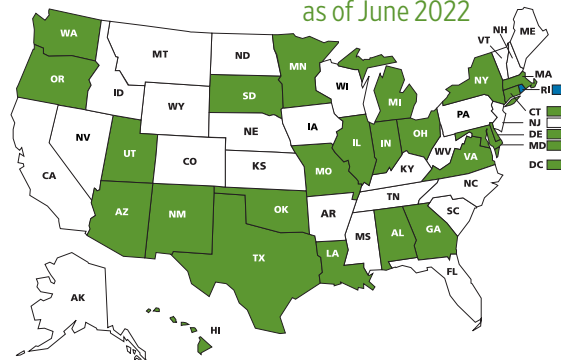 as of June 2022
WA
MT
ND
MN
VT
NH
ME
OR
ID
SD
WI
MI
NY
MA
RI
WY
CT
NV
NE
IA
PA
NJ
DE
UT
CO
IL
IN
OH
MD
CA
KS
MO
KY
WV
VA
DC
AZ
NM
OK
AR
TN
NC
SC
TX
LA
MS
AL
GA
FL
AK
HI